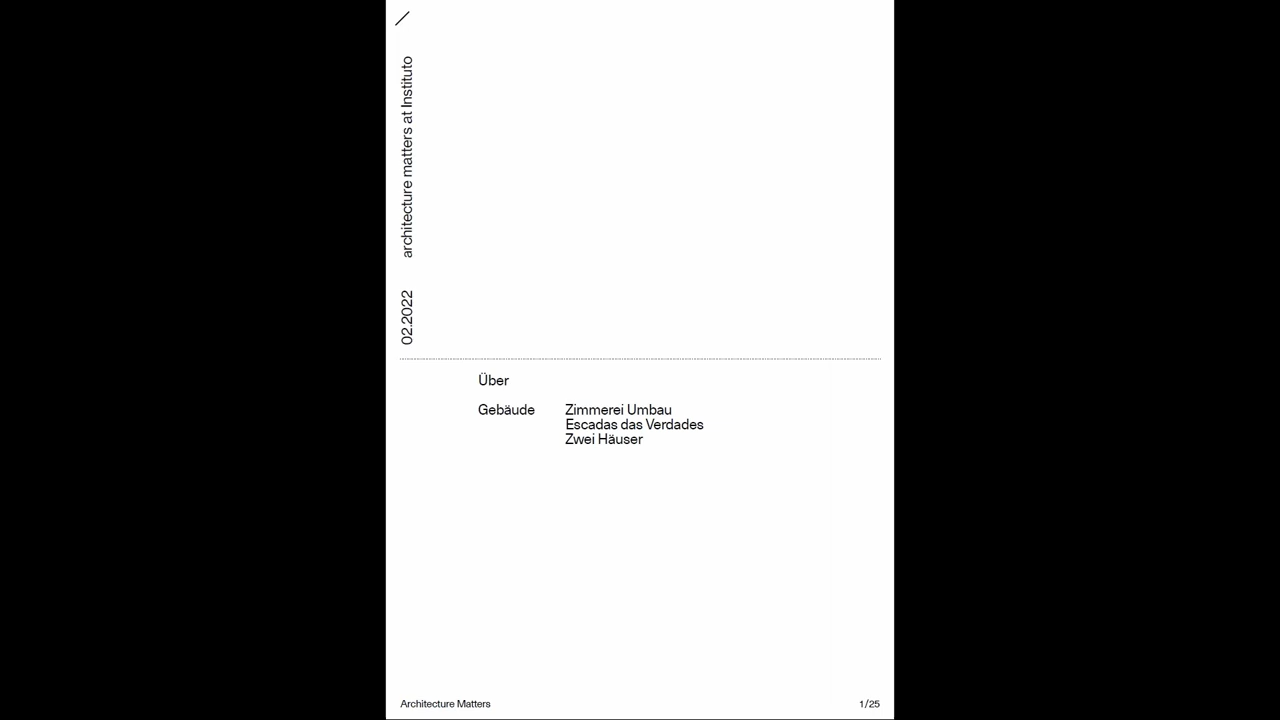 architecture matters at Instituto
02.2022
Über
Gebäude Zimmerei Umbau
Escadas das Verdades
Zwei Häuser
Architecture Matters 1/25